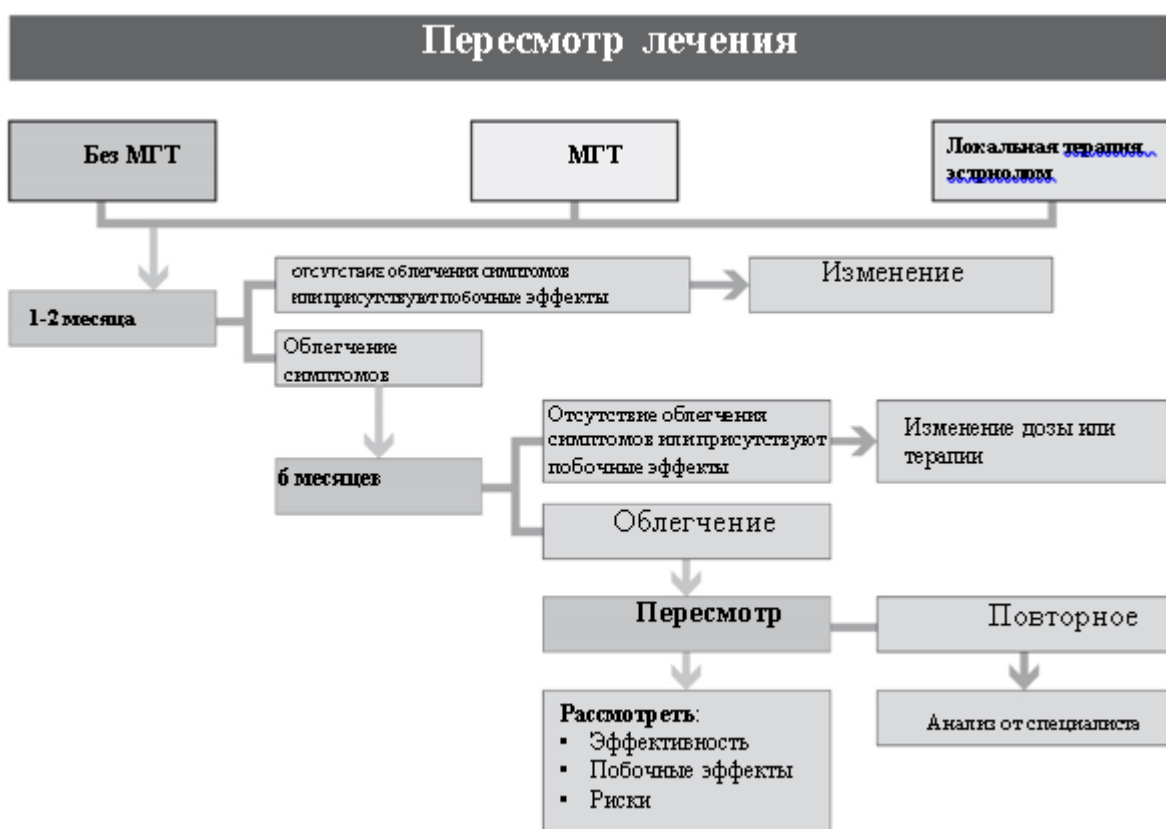 Пересмотр лечения
Без МГТ
МГТ
Локальная терапия
эстриолом
отсутствие облегчения симптомов
или присутствуют побочные эффекты
Изменение
1-2 месяца
Облегчение
симптомов
Отсутствие облегчения
симптомов или присутствуют
побочные эффекты
Изменение дозы или
терапии
6 месяцев
Облегчение
Пересмотр
Повторное
Рассмотреть:
▪ Эффективность
▪ Побочные эффекты
▪ Риски
Анализ от специалиста